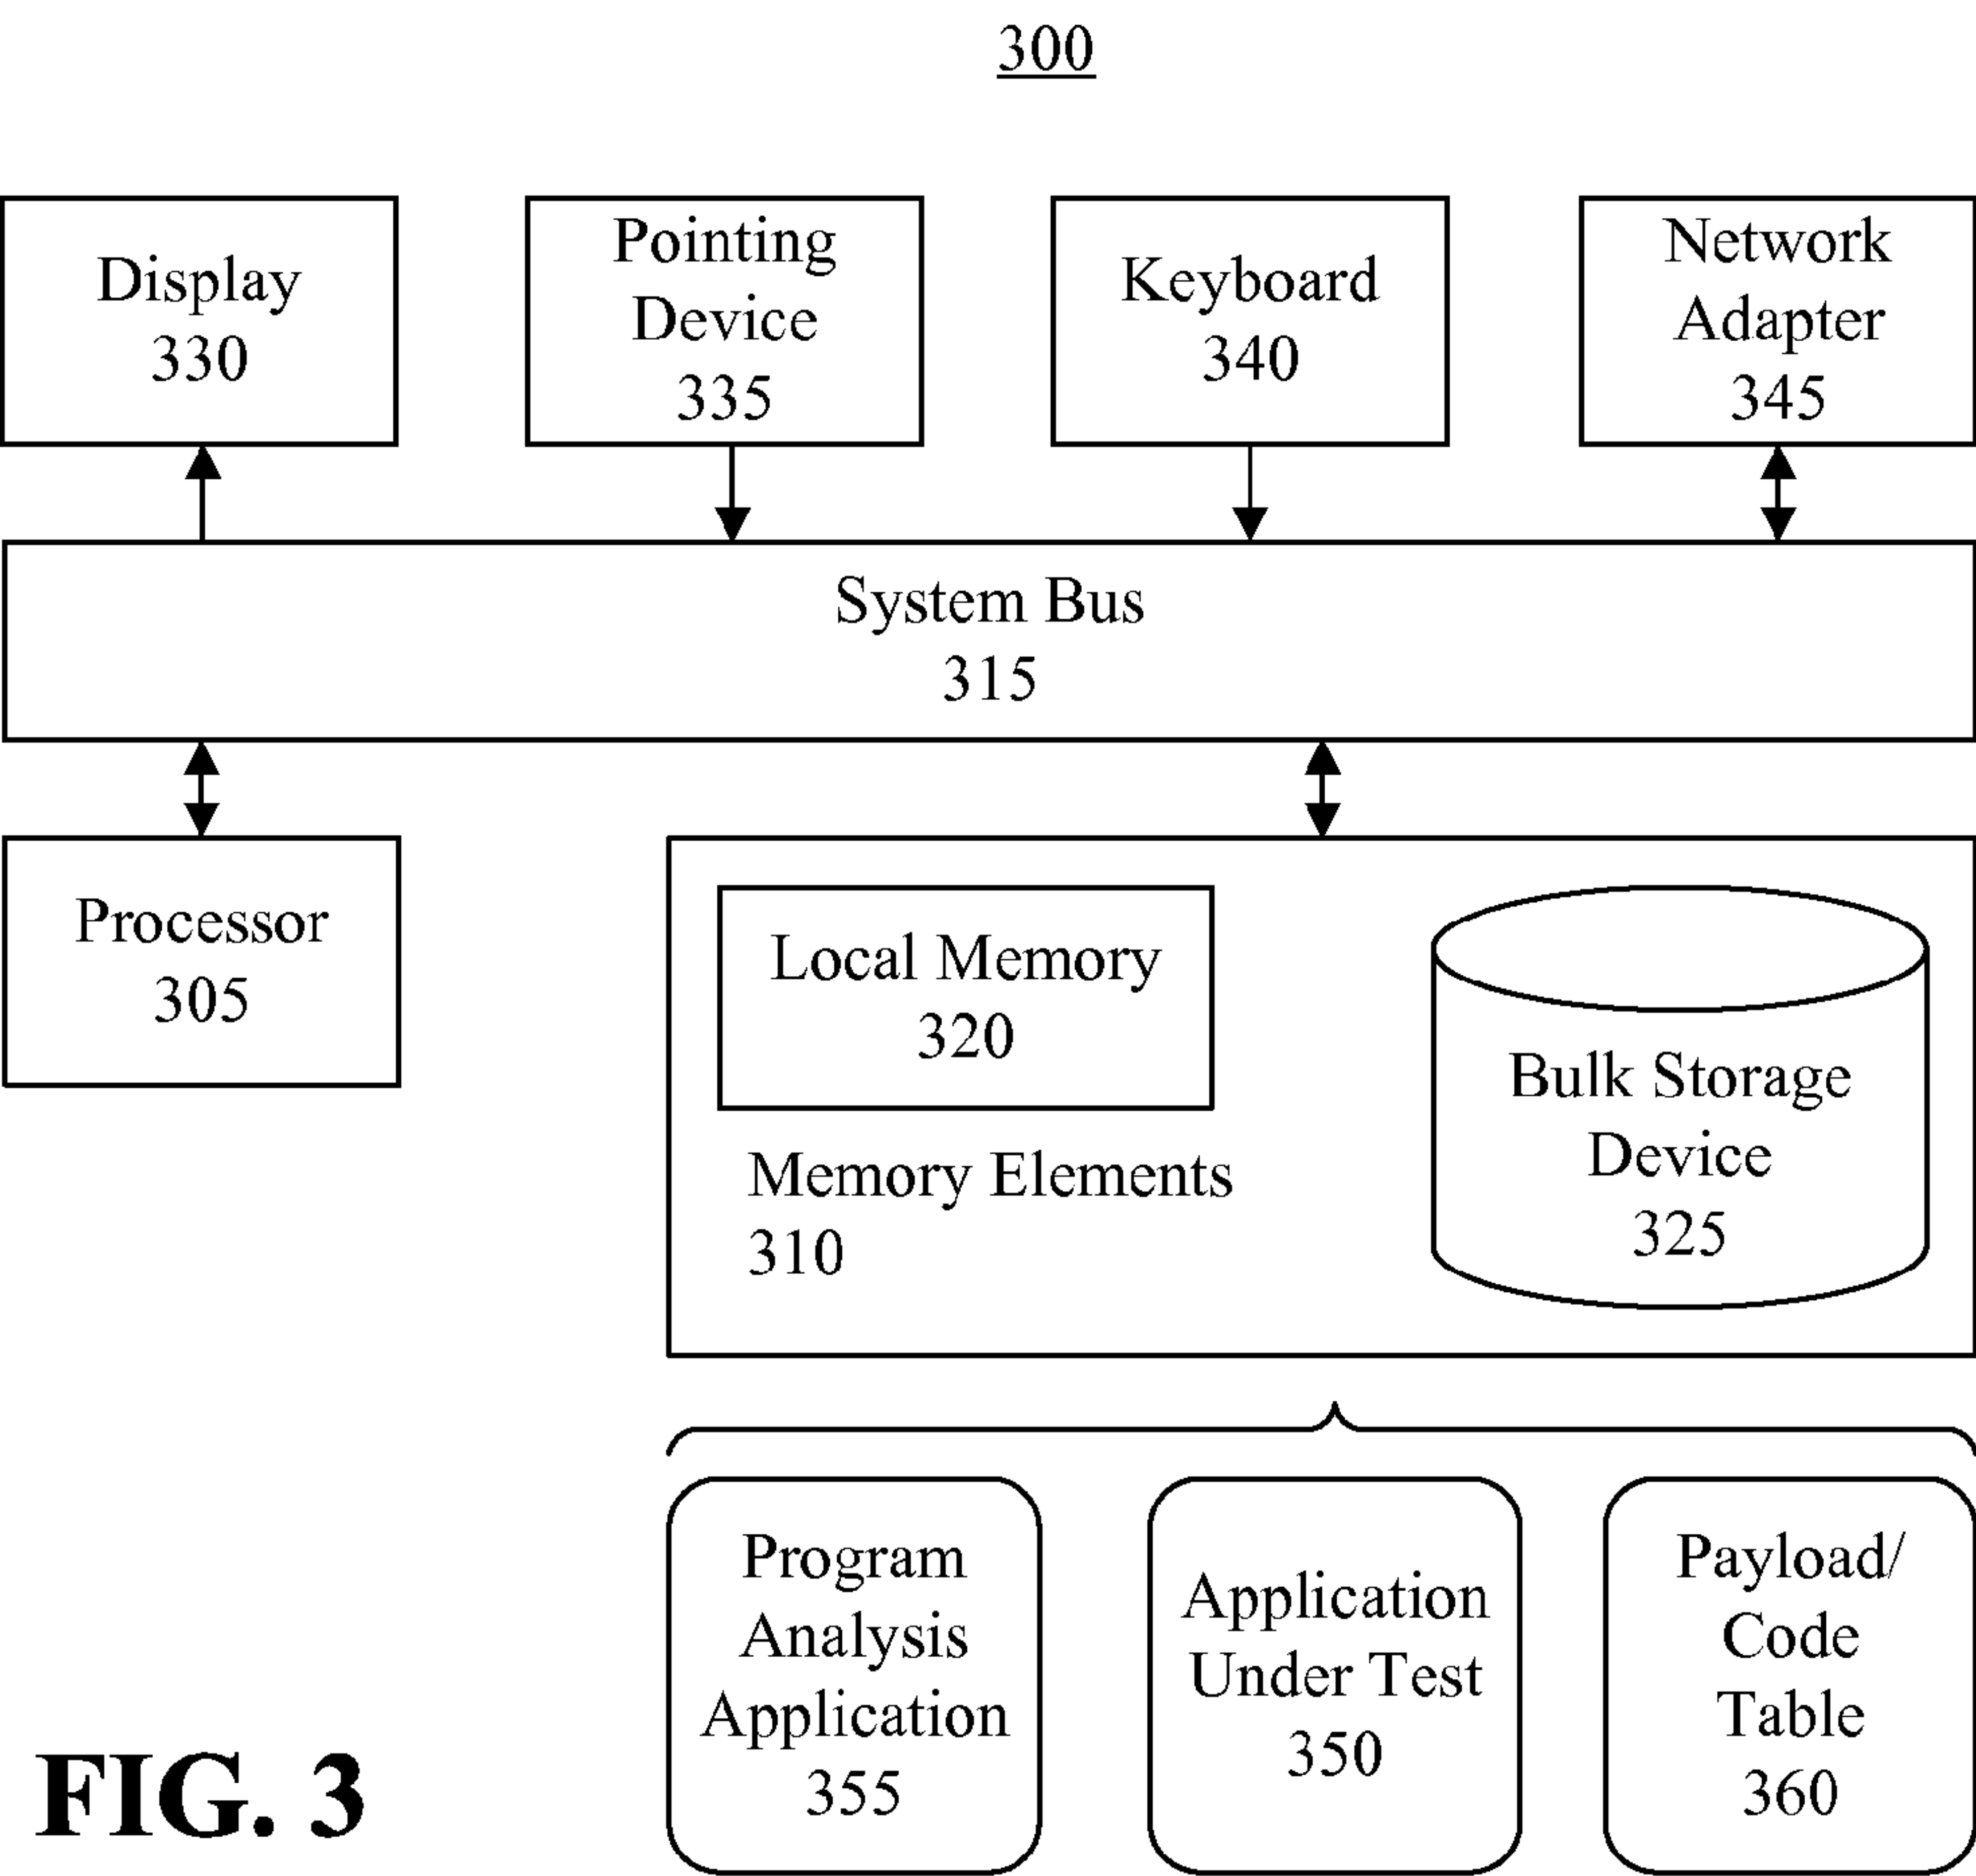 300
Display
330
Pointing
Device
335
Keyboard
340
Network
Adapter
345
System Bus
315
Processor
305
Local Memory
320
Memory Elements
310
Bulk Storage
Device
325
Program
Analysis
Application
355
Application
Under Test
350
Payload/
Code
Table
360
FIG. 3